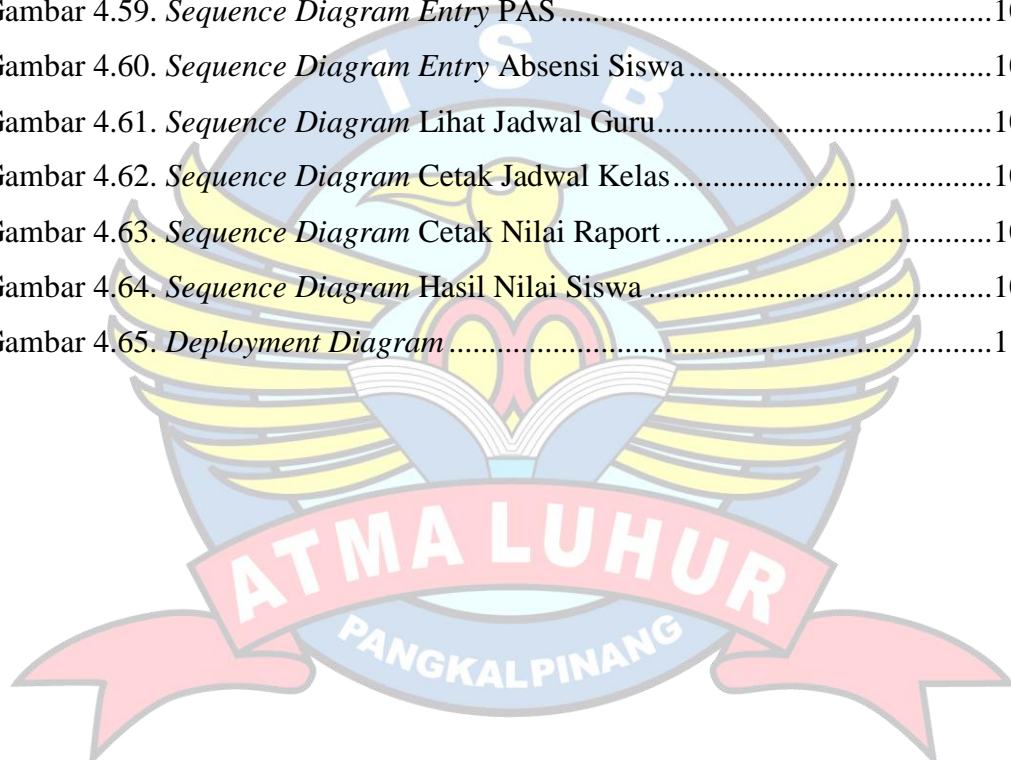 Gambar 4.59. Sequence Diagram Entry PAS
Gambar 4.60. Sequence Diagram Entry Absensi Siswa
Gambar 4.61. Sequence Diagram Lihat Jadwal Guru
Gambar 4.62. Sequence Diagram Cetak Jadwal Kelas
Gambar 4.63. Sequence Diagram Cetak Nilai Raport
Gambar 4.64. Sequence Diagram Hasil Nilai Siswa
Gambar 4.65. Deployment Diagram
ISB
ATMA LUHUR
PANGKALPINANG